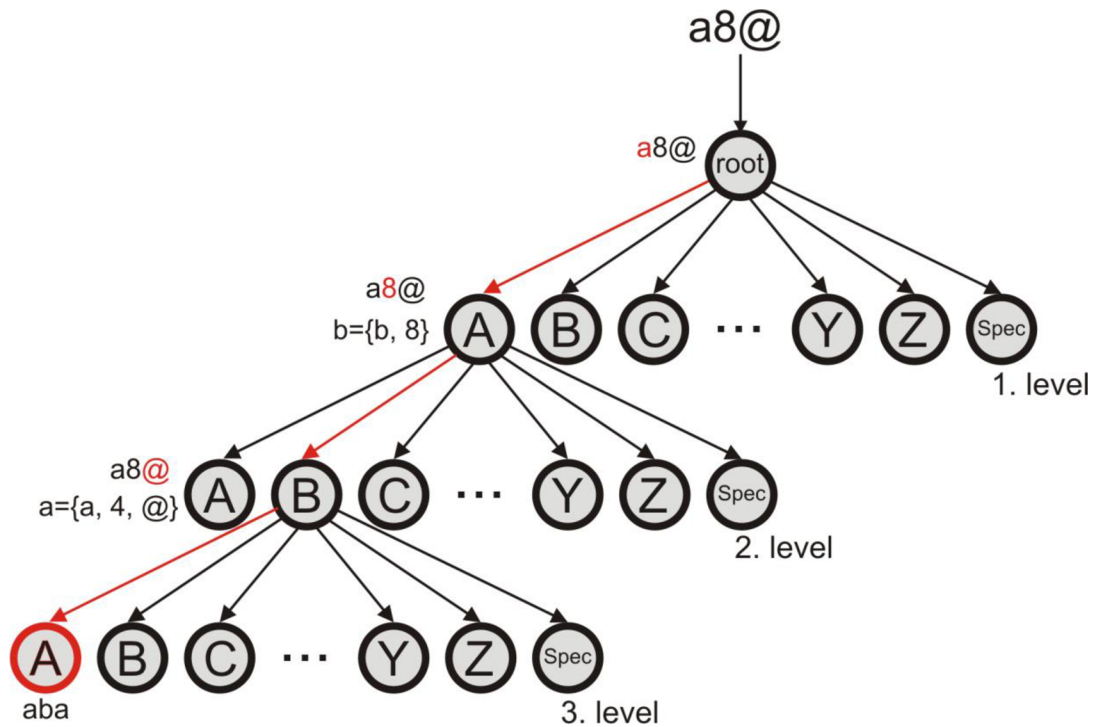 a8@
a8@
root
a8@
b={b, 8}
A B C ... Y Z Spec
1. level
a8@
a={a, 4, @}
A B C ... Y Z Spec
2. level
A B C ... Y Z Spec
aba
3. level